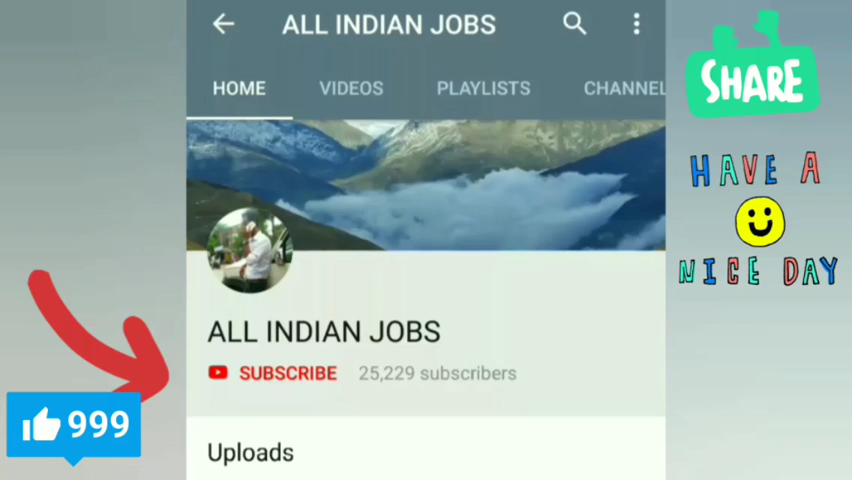 ALL INDIAN JOBS
HOME VIDEOS PLAYLISTS CHANNEL
SHARE
HAVE A
NICE DAY
ALL INDIAN JOBS
SUBSCRIBE 25,229 subscribers
999
Uploads